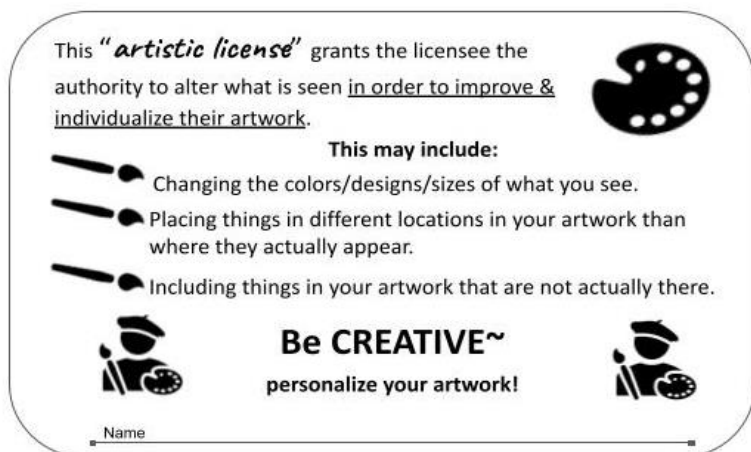 This “artistic license” grants the licensee the
authority to alter what is seen in order to improve &
individualize their artwork.
This may include:
Changing the colors/designs/sizes of what you see.
Placing things in different locations in your artwork than
where they actually appear.
Including things in your artwork that are not actually there.
Be CREATIVE~
personalize your artwork!
Name